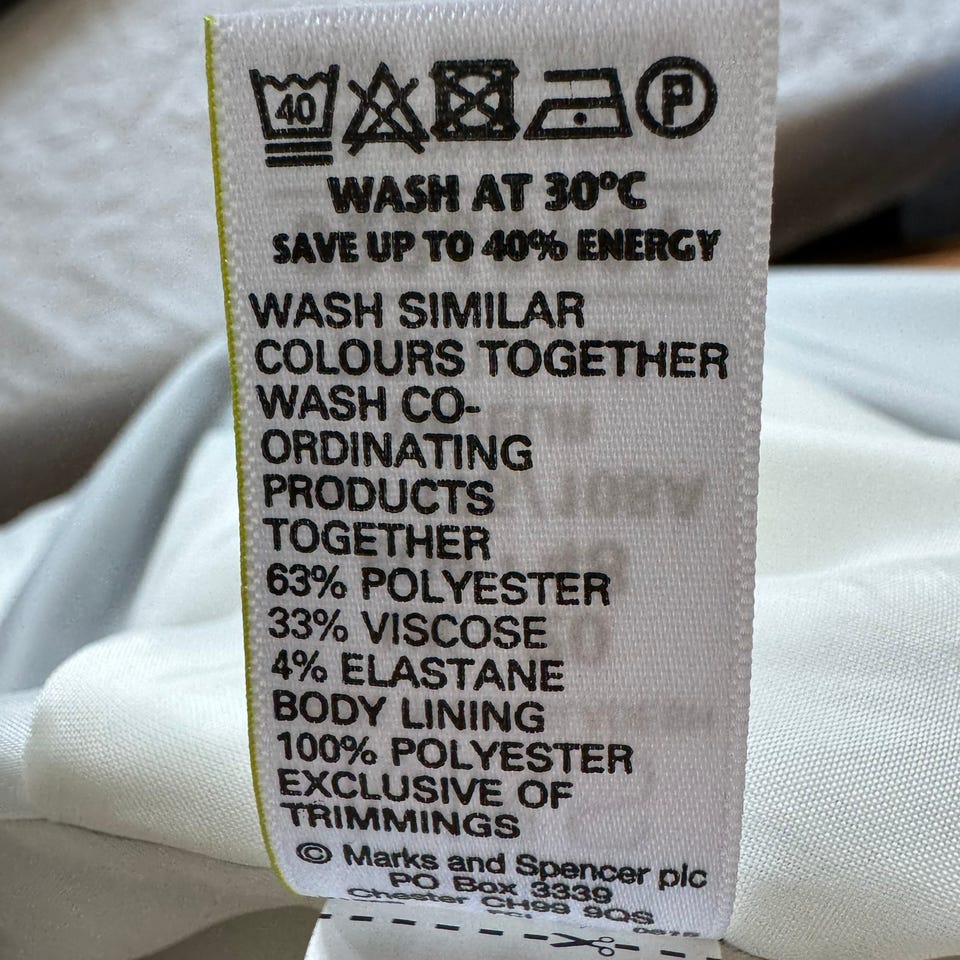 40 P
WASH AT 30°C
SAVE UP TO 40% ENERGY
WASH SIMILAR
COLOURS TOGETHER
WASH CO-
ORDINATING
PRODUCTS
TOGETHER
63% POLYESTER
33% VISCOSE
4% ELASTANE
BODY LINING
100% POLYESTER
EXCLUSIVE OF
TRIMMINGS
© Marks and Spencer plc
PO Box 3339
Chester CH99 9QS